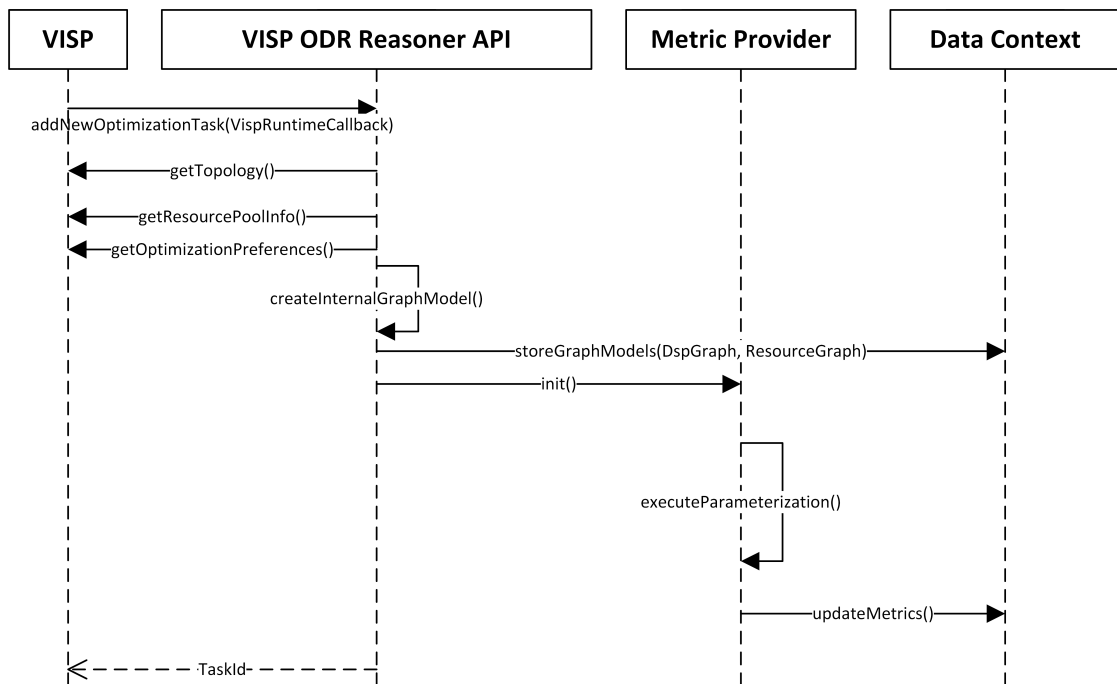 VISP
VISP ODR Reasoner API
Metric Provider
Data Context
addNewOptimizationTask(VispRuntimeCallback)
getTopology()
getResourcePoolInfo()
getOptimizationPreferences()
createInternalGraphModel()
storeGraphModels(DspGraph, ResourceGraph)
init()
executeParameterization()
updateMetrics()
TaskId